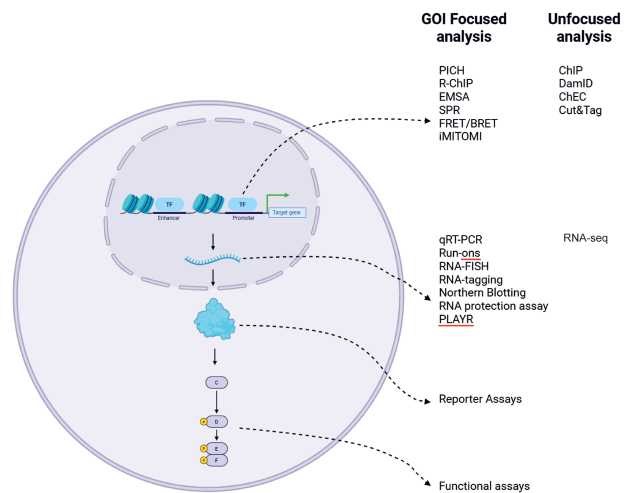 GOI Focused
analysis
Unfocused
analysis
PICH
R-ChIP
EMSA
SPR
FRET/BRET
iMITOMI
ChIP
DamID
ChEC
Cut&Tag
TF
TF
Enhancer
Promoter
Target gene
qRT-PCR
Run-ons
RNA-FISH
RNA-tagging
Northern Blotting
RNA protection assay
PLAYR
RNA-seq
C
P
D
Reporter Assays
P
E
P
F
Functional assays